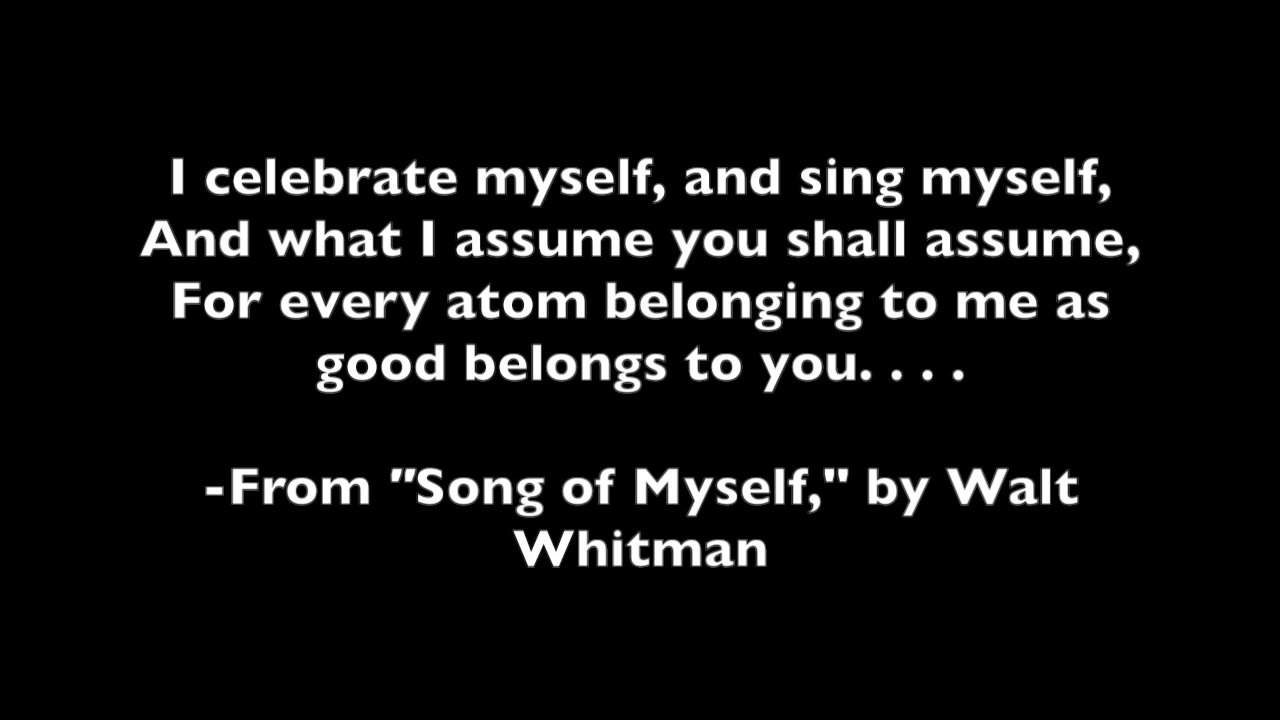 I celebrate myself, and sing myself,
And what I assume you shall assume,
For every atom belonging to me as
good belongs to you. . . .
-From "Song of Myself," by Walt
Whitman